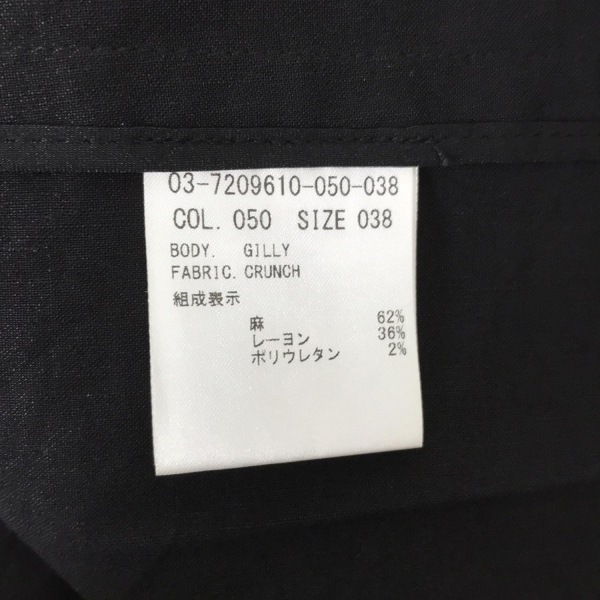 03-7209610-050-038
COL. 050 SIZE 038
BODY. GILLY
FABRIC. CRUNCH
組成表示
麻 62%
レーヨン 36%
ポリウレタン 2%